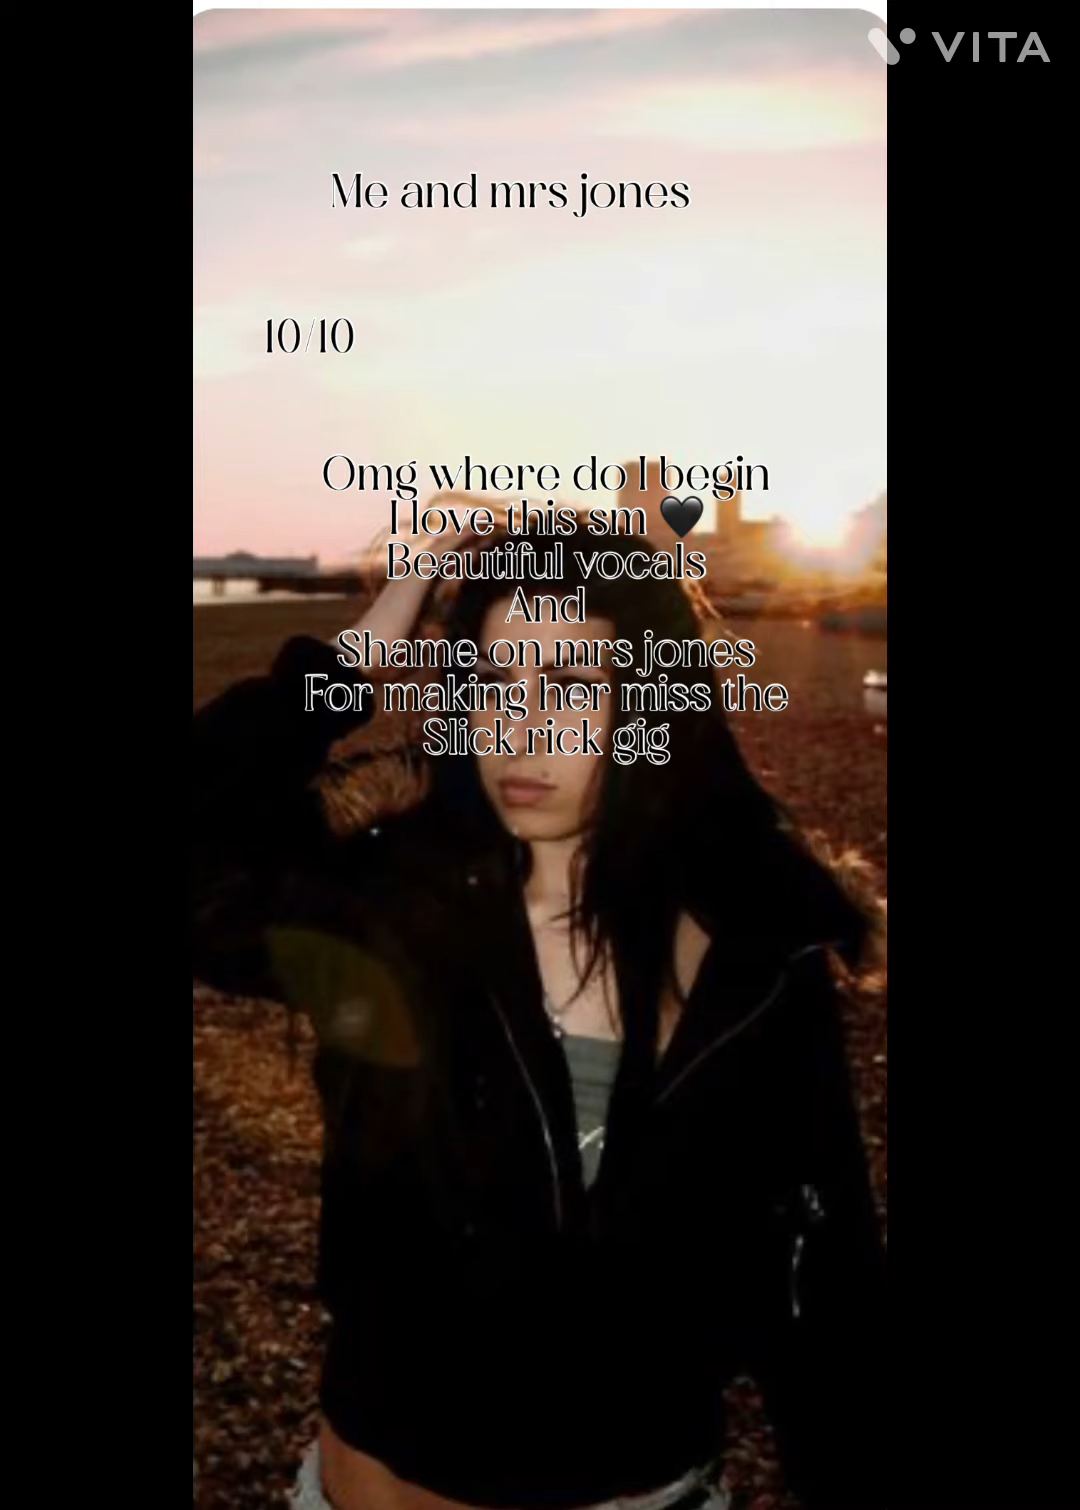 VITA
Me and mrs jones
10/10
Omg where do I begin
I love this sm 🖤
Beautiful vocals
And
Shame on mrs jones
For making her miss the
Slick rick gig